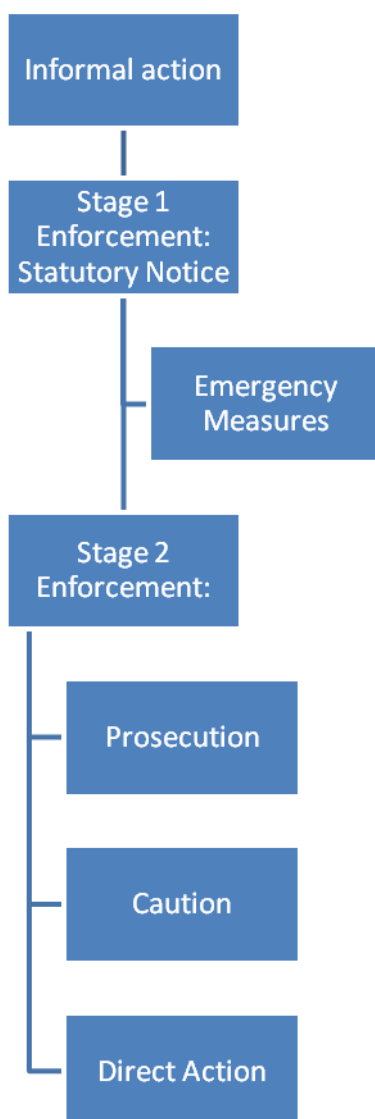 Informal action
Stage 1
Enforcement:
Statutory Notice
Emergency
Measures
Stage 2
Enforcement:
Prosecution
Caution
Direct Action